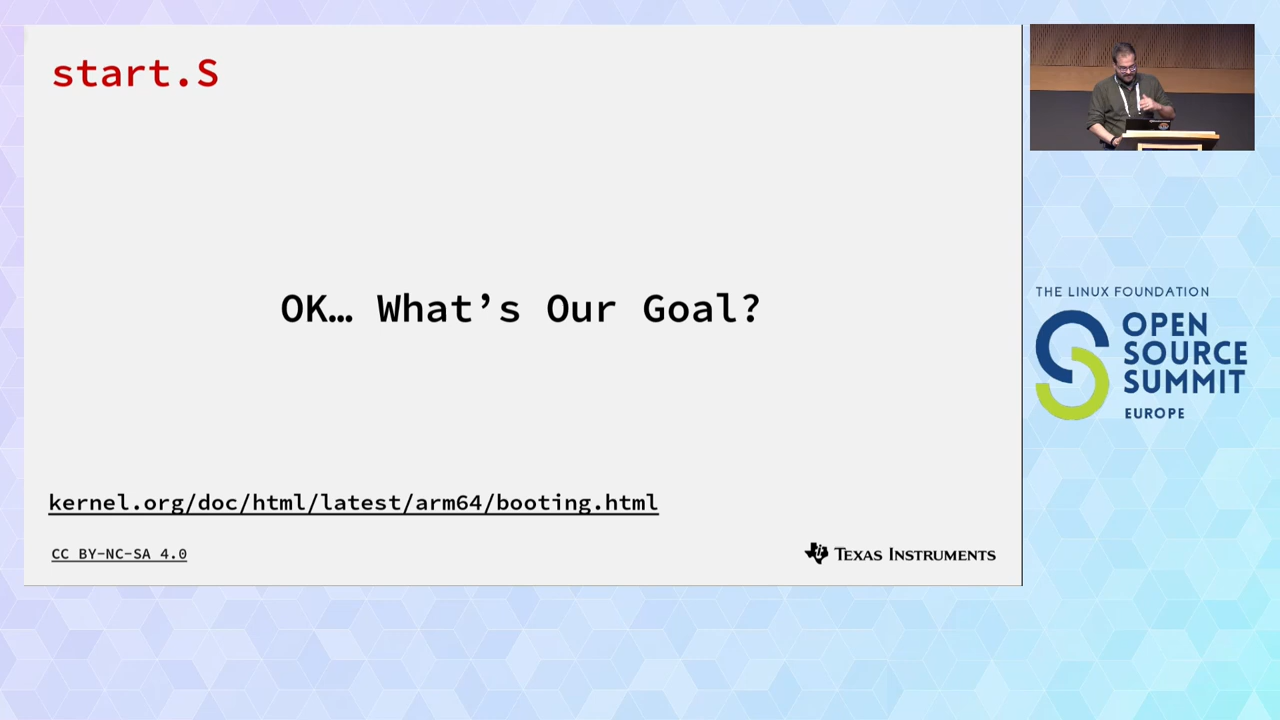 start.S
OK… What’s Our Goal?
kernel.org/doc/html/latest/arm64/booting.html
CC BY-NC-SA 4.0
TEXAS INSTRUMENTS
THE LINUX FOUNDATION
OPEN
SOURCE
SUMMIT
EUROPE